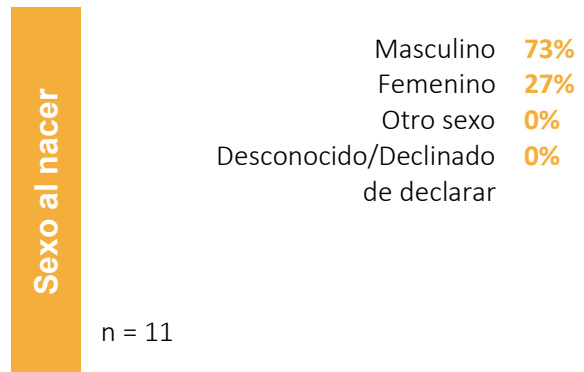 Sexo al nacer
Masculino 73%
Femenino 27%
Otro sexo 0%
Desconocido/Declinado 0%
de declarar
n = 11